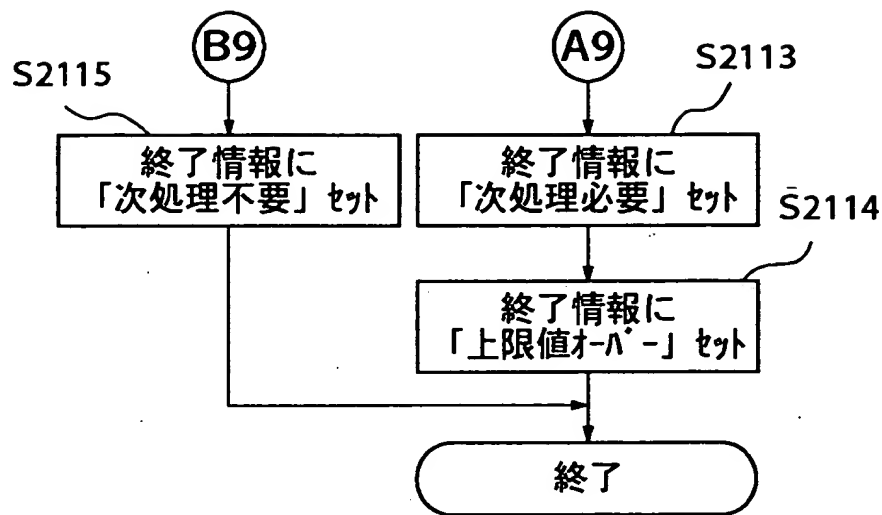 B9
A9
S2115
S2113
終了情報に
「次処理不要」ｾｯﾄ
終了情報に
「次処理必要」ｾｯﾄ
S2114
終了情報に
「上限値ｵｰﾊﾞｰ」ｾｯﾄ
終了